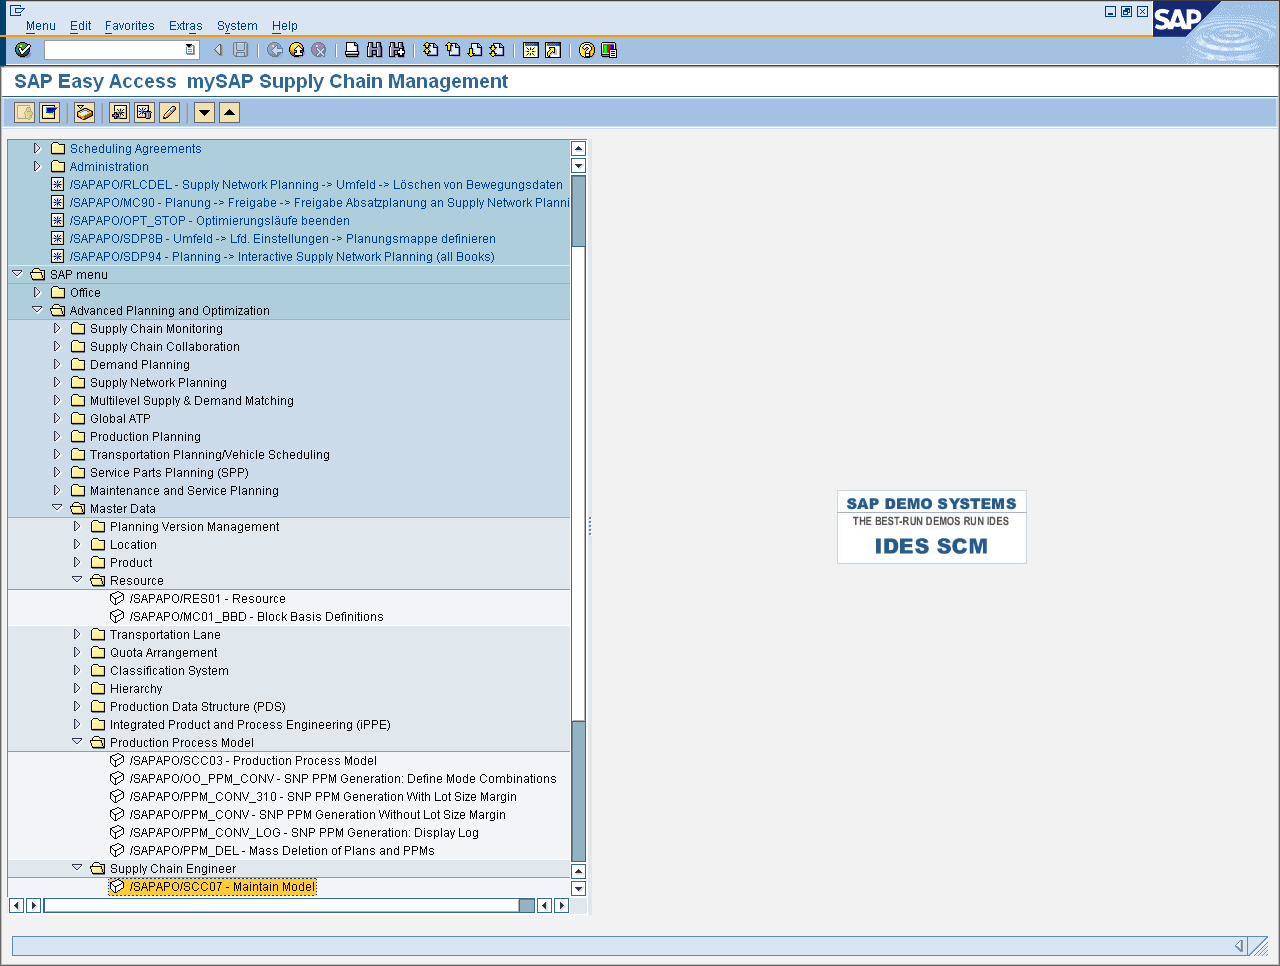 Menu Edit Favorites Extras System Help
SAP
SAP Easy Access mySAP Supply Chain Management
Scheduling Agreements
Administration
/SAPAPO/RLCDEL - Supply Network Planning -> Umfeld -> Löschen von Bewegungsdaten
/SAPAPO/MC90 - Planung -> Freigabe -> Freigabe Absatzplanung an Supply Network Planni
/SAPAPO/OPT_STOP - Optimierungsläufe beenden
/SAPAPO/SDP8B - Umfeld -> Lfd. Einstellungen -> Planungsmappe definieren
/SAPAPO/SDP94 - Planning -> Interactive Supply Network Planning (all Books)
SAP menu
Office
Advanced Planning and Optimization
Supply Chain Monitoring
Supply Chain Collaboration
Demand Planning
Supply Network Planning
Multilevel Supply & Demand Matching
Global ATP
Production Planning
Transportation Planning/Vehicle Scheduling
Service Parts Planning (SPP)
Maintenance and Service Planning
Master Data
Planning Version Management
Location
Product
Resource
/SAPAPO/RES01 - Resource
/SAPAPO/MC01_BBD - Block Basis Definitions
Transportation Lane
Quota Arrangement
Classification System
Hierarchy
Production Data Structure (PDS)
Integrated Product and Process Engineering (iPPE)
Production Process Model
/SAPAPO/SCC03 - Production Process Model
/SAPAPO/OO_PPM_CONV - SNP PPM Generation: Define Mode Combinations
/SAPAPO/PPM_CONV_310 - SNP PPM Generation With Lot Size Margin
/SAPAPO/PPM_CONV - SNP PPM Generation Without Lot Size Margin
/SAPAPO/PPM_CONV_LOG - SNP PPM Generation: Display Log
/SAPAPO/PPM_DEL - Mass Deletion of Plans and PPMs
Supply Chain Engineer
/SAPAPO/SCC07 - Maintain Model
SAP DEMO SYSTEMS
THE BEST-RUN DEMOS RUN IDES
IDES SCM